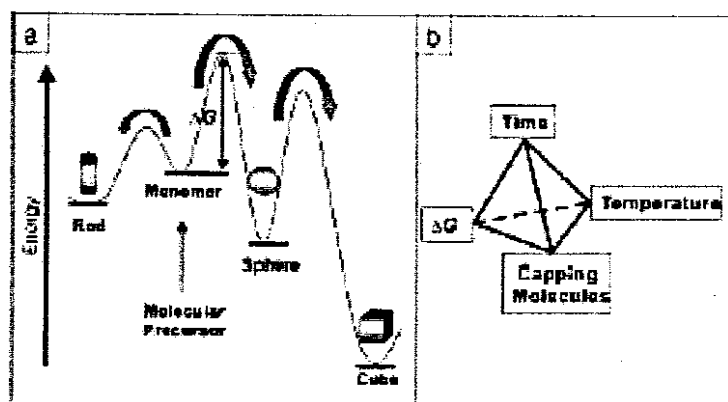 a
b
ΔG
Time
Monomer
Rod
Temperature
ΔG
Energy
Sphere
Capping
Molecules
Molecular
Precursor
Cube